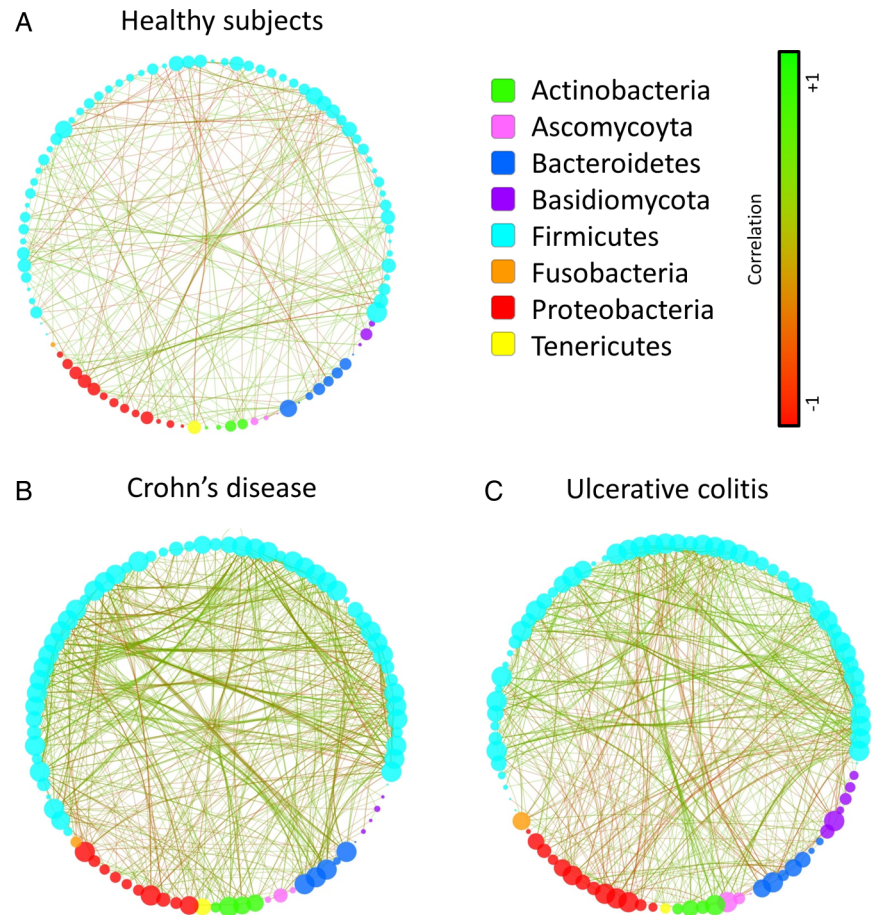 A
Healthy subjects
Actinobacteria
Ascomycoyta
Bacteroidetes
Basidiomycota
Firmicutes
Fusobacteria
Proteobacteria
Tenericutes
Correlation
+1
-1
B
Crohn’s disease
C
Ulcerative colitis